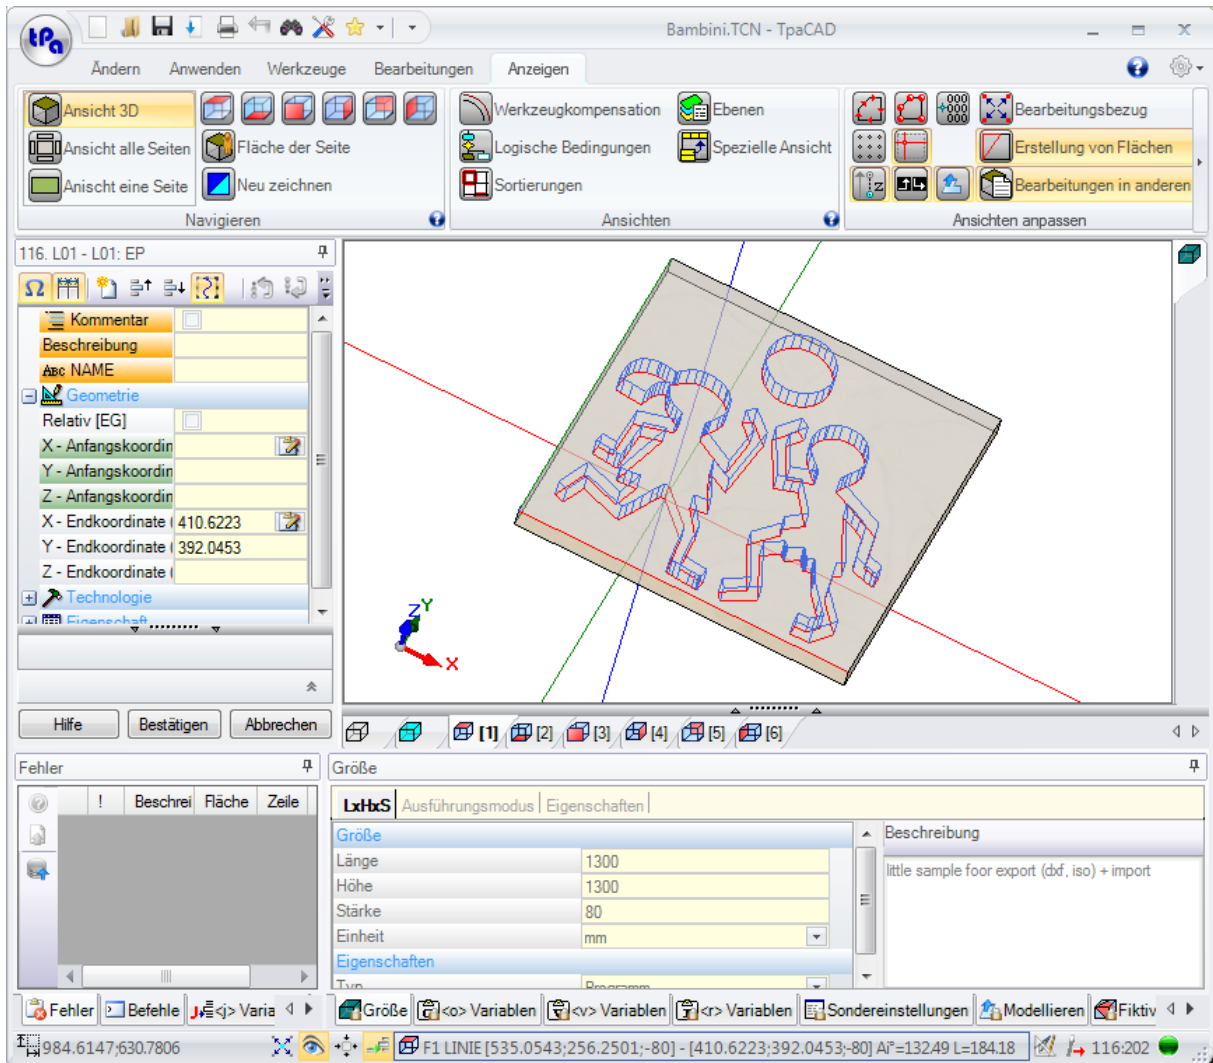 tPa
Bambini.TCN - TpaCAD
Ändern Anwenden Werkzeuge Bearbeitungen Anzeigen
Ansicht 3D
Ansicht alle Seiten
Anischt eine Seite
Fläche der Seite
Neu zeichnen
Navigieren
Werkzeugkompensation
Logische Bedingungen
Sortierungen
Ebenen
Spezielle Ansicht
Ansichten
Bearbeitungsbezug
Erstellung von Flächen
Bearbeitungen in anderen
Ansichten anpassen
116. L01 - L01: EP
Kommentar
Beschreibung
ABC NAME
Geometrie
Relativ [EG]
X - Anfangskoordin
Y - Anfangskoordin
Z - Anfangskoordin
X - Endkoordinate ( 410.6223
Y - Endkoordinate ( 392.0453
Z - Endkoordinate (
Technologie
Eigenschaft
Hilfe Bestätigen Abbrechen
Z Y
X
[1] [2] [3] [4] [5] [6]
Fehler
! Beschrei Fläche Zeile
Fehler Befehle <j> Varia
Größe
LxHxS Ausführungsmodus Eigenschaften
Größe
Länge 1300
Höhe 1300
Stärke 80
Einheit mm
Eigenschaften
Typ Programm
Beschreibung
little sample foor export (dxf, iso) + import
Größe <o> Variablen <v> Variablen <r> Variablen Sondereinstellungen Modellieren Fiktiv
984.6147;630.7806
F1 LINIE [535.0543;256.2501;-80] - [410.6223;392.0453;-80] Ai°=132.49 L=184.18
116:202